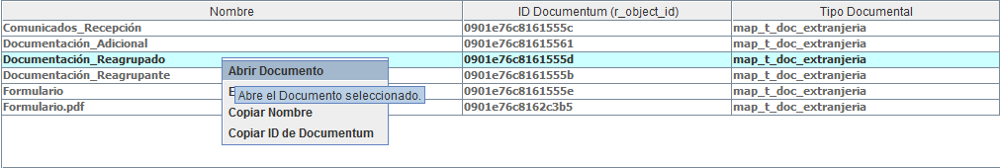 Nombre ID Documentum (r_object_id) Tipo Documental
Comunicados_Recepción 0901e76c8161555c map_t_doc_extranjeria
Documentación_Adicional 0901e76c81615561 map_t_doc_extranjeria
Documentación_Reagrupado 0901e76c8161555d map_t_doc_extranjeria
Documentación_Reagrupante 0901e76c8161555b map_t_doc_extranjeria
Formulario 0901e76c8161555e map_t_doc_extranjeria
Formulario.pdf 0901e76c8162c3b5 map_t_doc_extranjeria
Abrir Documento
Abre el Documento seleccionado.
Copiar Nombre
Copiar ID de Documentum